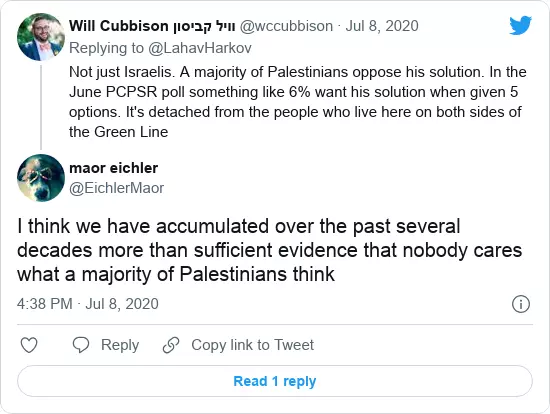 Will Cubbison וויל קביסון @wccubbison · Jul 8, 2020
Replying to @LahavHarkov
Not just Israelis. A majority of Palestinians oppose his solution. In the
June PCPSR poll something like 6% want his solution when given 5
options. It's detached from the people who live here on both sides of
the Green Line
maor eichler
@EichlerMaor
I think we have accumulated over the past several
decades more than sufficient evidence that nobody cares
what a majority of Palestinians think
4:38 PM · Jul 8, 2020
Reply
Copy link to Tweet
Read 1 reply